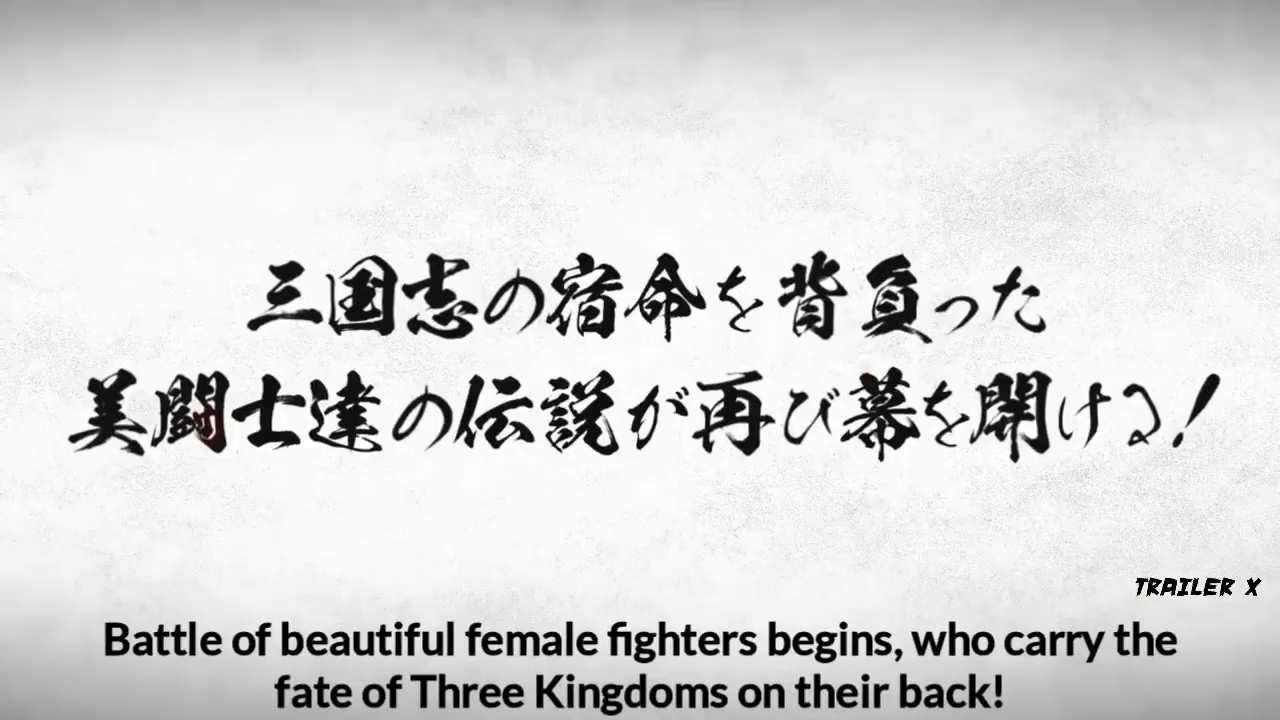 三国志の宿命を背負った
美闘士達の伝説が再び幕を開ける!
TRAILER X
Battle of beautiful female fighters begins, who carry the
fate of Three Kingdoms on their back!